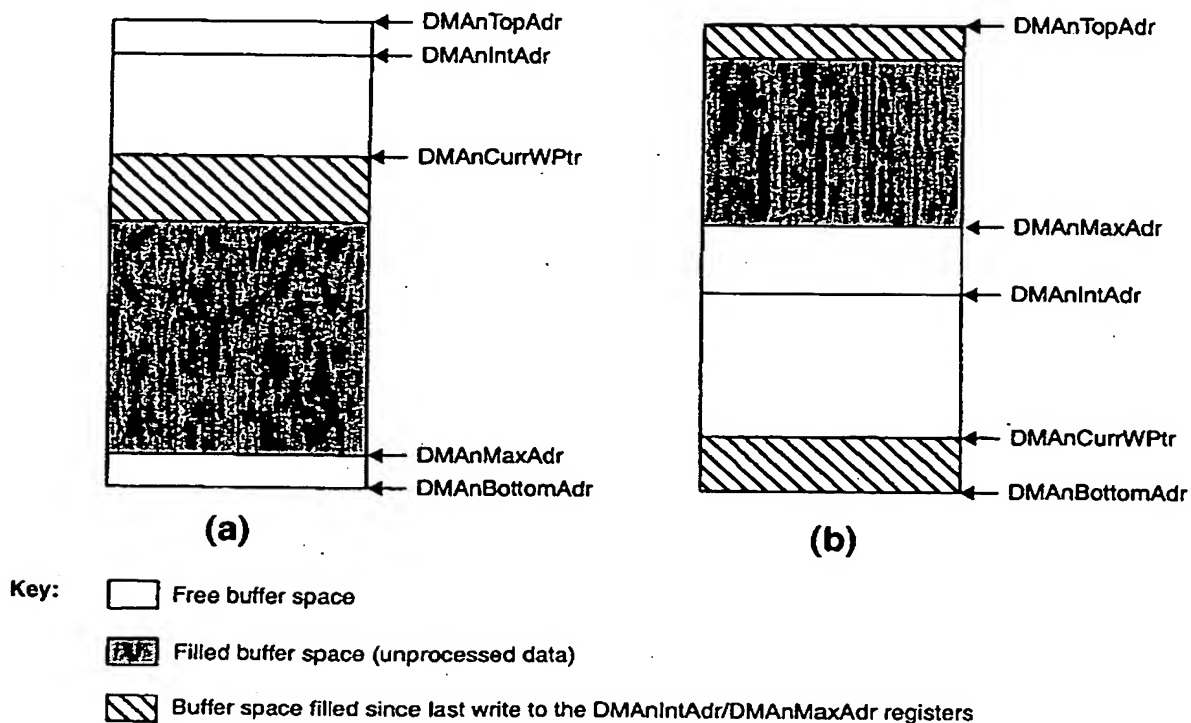 DMAnTopAdr
DMAnIntAdr
DMAnCurrWPtr
DMAnMaxAdr
DMAnBottomAdr
(a)
DMAnTopAdr
DMAnMaxAdr
DMAnIntAdr
DMAnCurrWPtr
DMAnBottomAdr
(b)
Key:
Free buffer space
Filled buffer space (unprocessed data)
Buffer space filled since last write to the DMAnIntAdr/DMAnMaxAdr registers